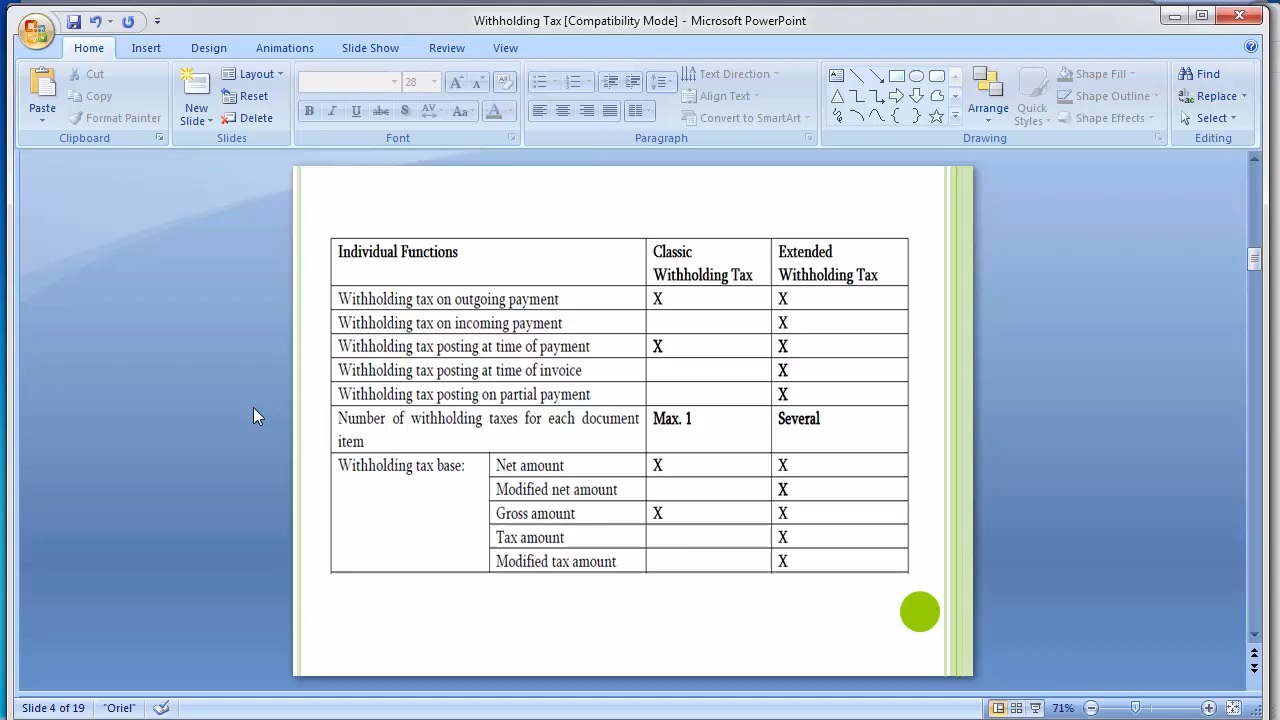 Withholding Tax [Compatibility Mode] - Microsoft PowerPoint
Home Insert Design Animations Slide Show Review View
Paste
Cut
Copy
Format Painter
Clipboard
New Slide
Layout
Reset
Delete
Slides
28
B I U abc S AV Aa A
Font
Text Direction
Align Text
Convert to SmartArt
Paragraph
Arrange
Quick Styles
Shape Fill
Shape Outline
Shape Effects
Drawing
Find
Replace
Select
Editing
Individual Functions Classic Withholding Tax Extended Withholding Tax
Withholding tax on outgoing payment X X
Withholding tax on incoming payment X
Withholding tax posting at time of payment X X
Withholding tax posting at time of invoice X
Withholding tax posting on partial payment X
Number of withholding taxes for each document item Max. 1 Several
Withholding tax base: Net amount X X
Modified net amount X
Gross amount X X
Tax amount X
Modified tax amount X
Slide 4 of 19 "Oriel" 71%